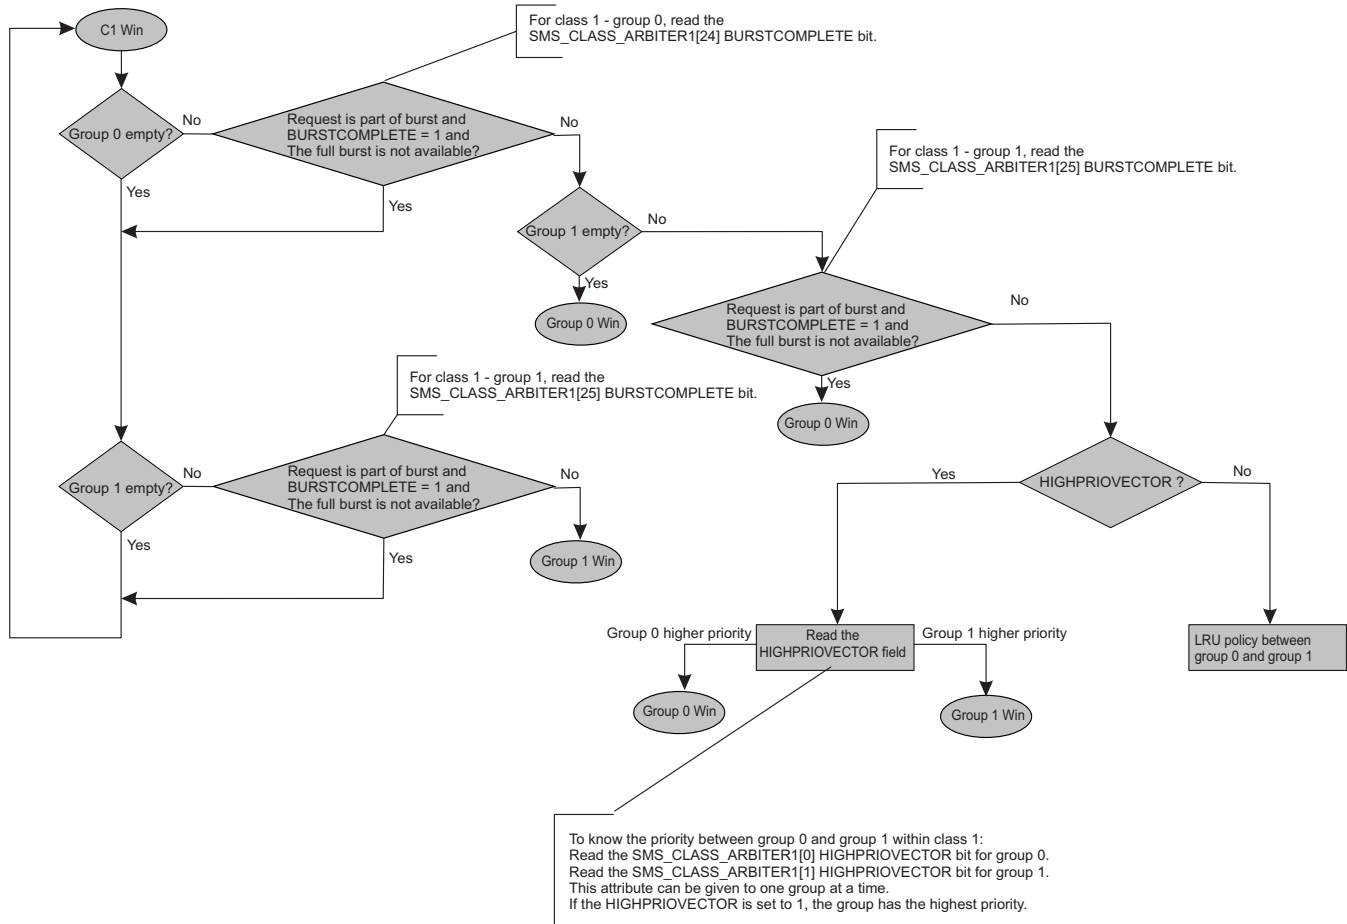 C1 Win
For class 1 - group 0, read the
SMS_CLASS_ARBITER1[24] BURSTCOMPLETE bit.
Group 0 empty?
No
Request is part of burst and
BURSTCOMPLETE = 1 and
The full burst is not available?
No
For class 1 - group 1, read the
SMS_CLASS_ARBITER1[25] BURSTCOMPLETE bit.
Yes
Yes
Group 1 empty?
No
Yes
Group 0 Win
Request is part of burst and
BURSTCOMPLETE = 1 and
The full burst is not available?
No
Yes
Group 0 Win
For class 1 - group 1, read the
SMS_CLASS_ARBITER1[25] BURSTCOMPLETE bit.
Group 1 empty?
No
Request is part of burst and
BURSTCOMPLETE = 1 and
The full burst is not available?
No
Yes
Yes
Group 1 Win
Yes
HIGHPRIOVECTOR ?
No
Group 0 higher priority
Read the
HIGHPRIOVECTOR field
Group 1 higher priority
LRU policy between
group 0 and group 1
Group 0 Win
Group 1 Win
To know the priority between group 0 and group 1 within class 1:
Read the SMS_CLASS_ARBITER1[0] HIGHPRIOVECTOR bit for group 0.
Read the SMS_CLASS_ARBITER1[1] HIGHPRIOVECTOR bit for group 1.
This attribute can be given to one group at a time.
If the HIGHPRIOVECTOR is set to 1, the group has the highest priority.